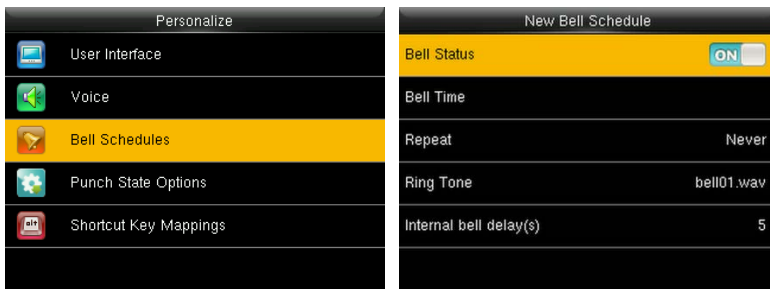 Personalize
User Interface
Voice
Bell Schedules
Punch State Options
alt
Shortcut Key Mappings
New Bell Schedule
Bell Status ON
Bell Time
Repeat Never
Ring Tone bell01.wav
Internal bell delay(s) 5